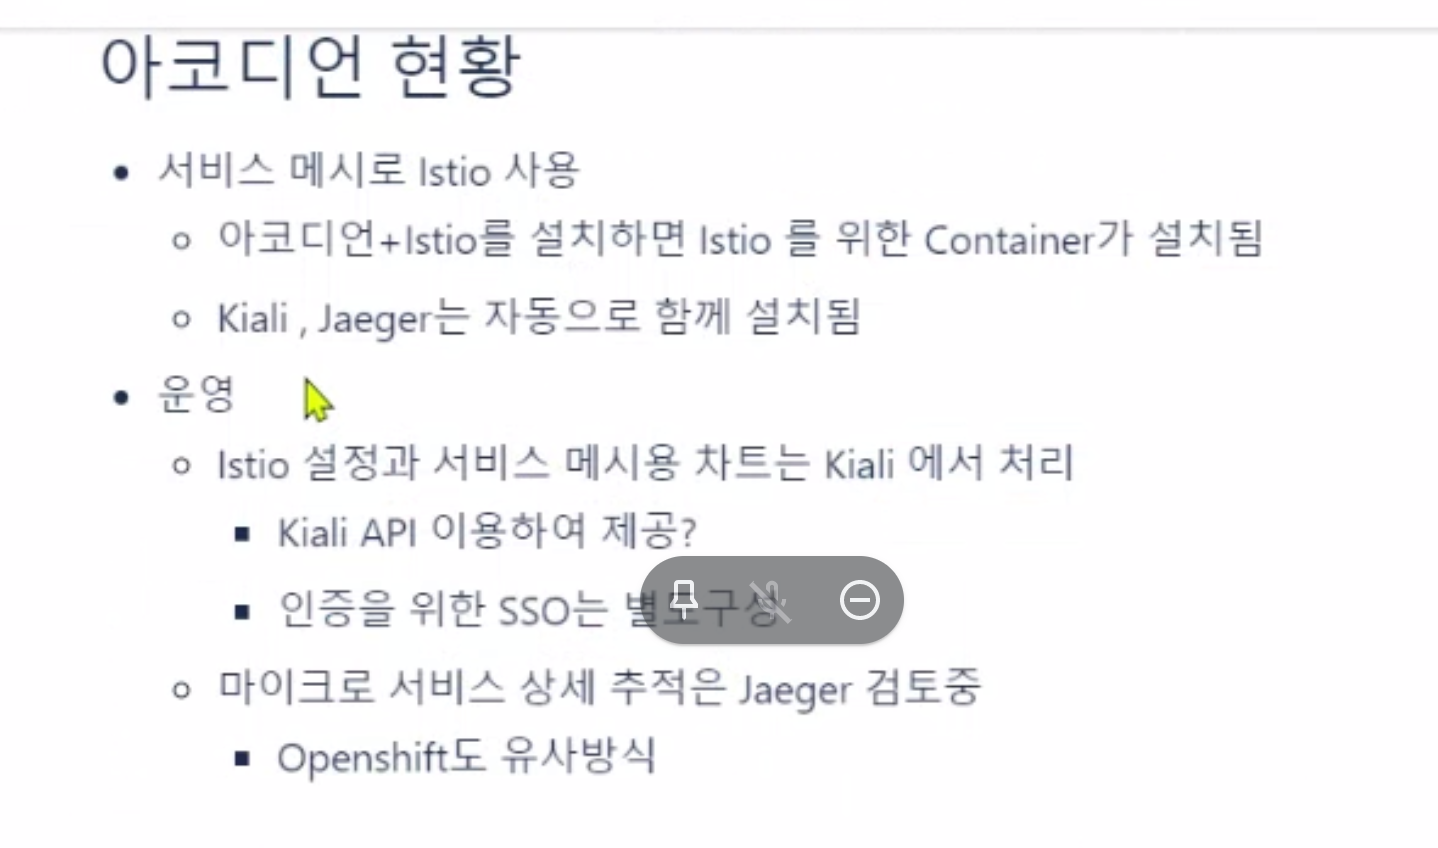 아코디언 현황
• 서비스 메시로 Istio 사용
○ 아코디언+Istio를 설치하면 Istio 를 위한 Container가 설치됨
○ Kiali , Jaeger는 자동으로 함께 설치됨
• 운영
○ Istio 설정과 서비스 메시용 차트는 Kiali 에서 처리
■ Kiali API 이용하여 제공?
■ 인증을 위한 SSO는 별도구성
○ 마이크로 서비스 상세 추적은 Jaeger 검토중
■ Openshift도 유사방식